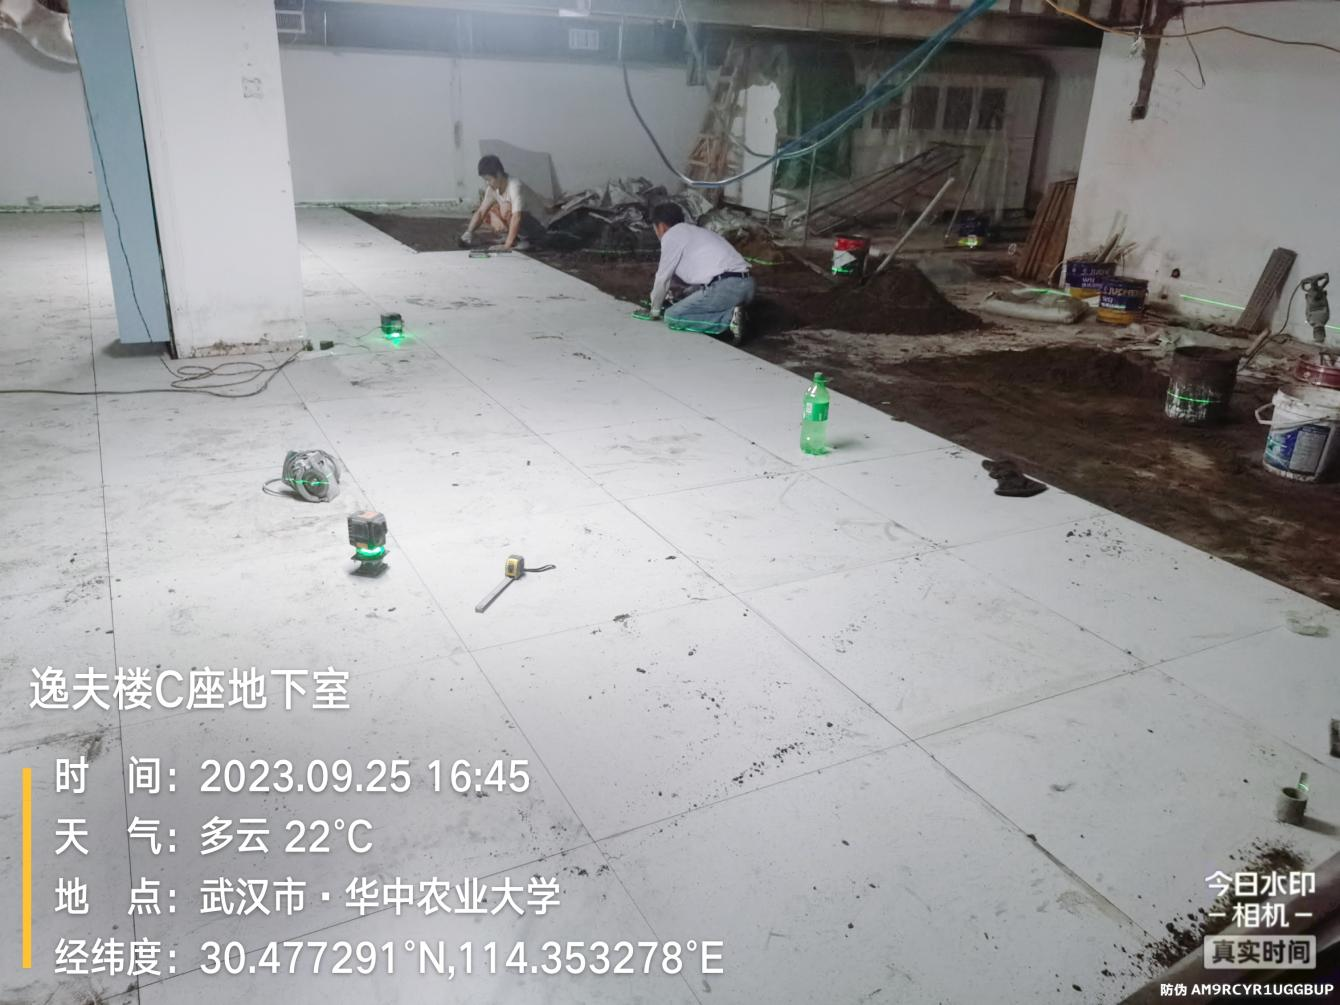 逸夫楼C座地下室
时 间：2023.09.25 16:45
天 气：多云 22℃
地 点：武汉市·华中农业大学
经纬度：30.477291°N,114.353278°E
今日水印
-相机-
真实时间
防伪 AM9RCYR1UGGBUP